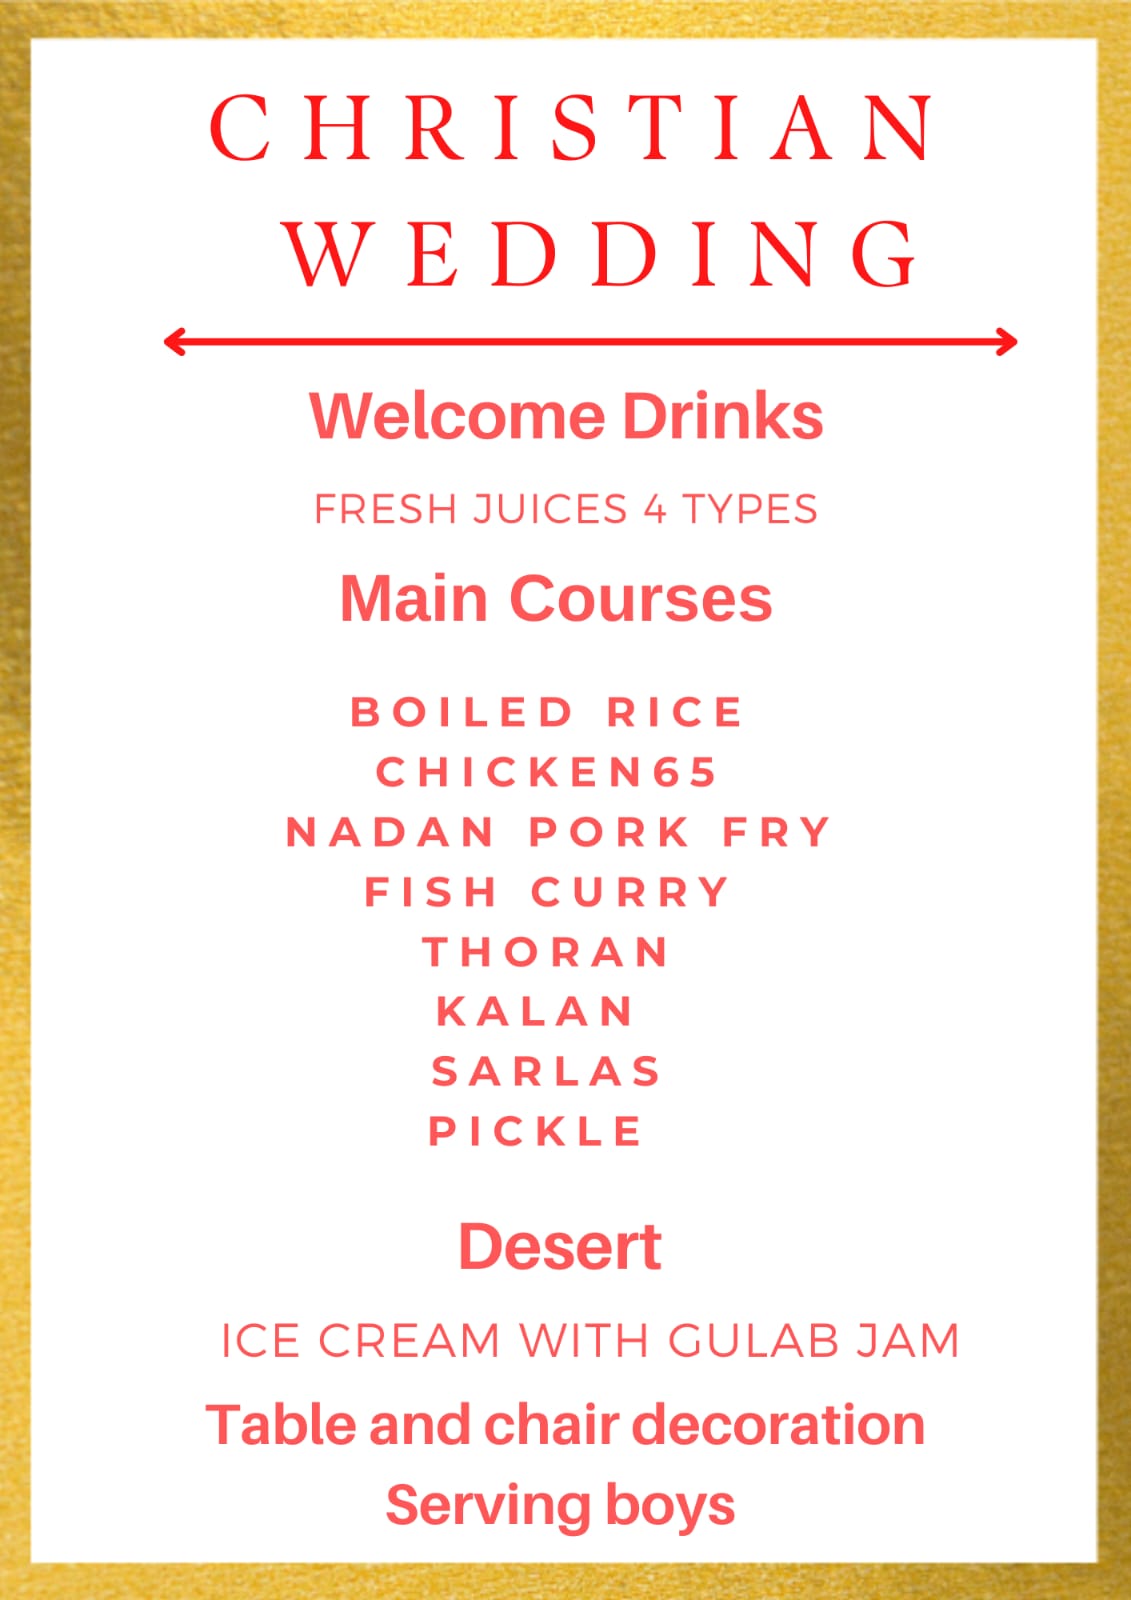 CHRISTIAN
WEDDING
Welcome Drinks
FRESH JUICES 4 TYPES
Main Courses
BOILED RICE
CHICKEN65
NADAN PORK FRY
FISH CURRY
THORAN
KALAN
SARLAS
PICKLE
Desert
ICE CREAM WITH GULAB JAM
Table and chair decoration
Serving boys